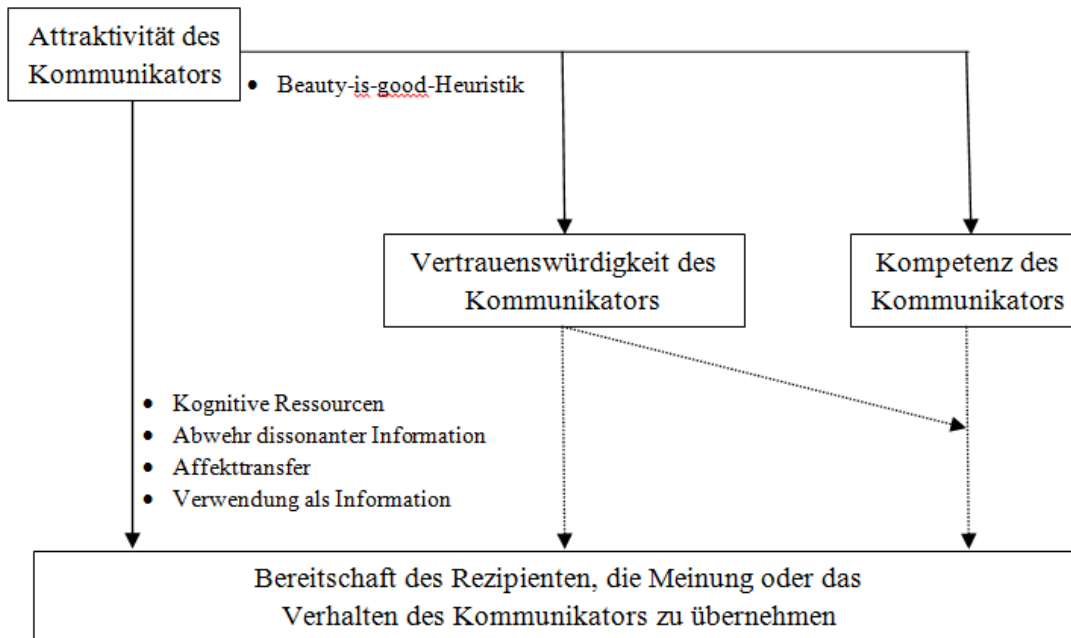 Attraktivität des
Kommunikators
• Beauty-is-good-Heuristik
Vertrauenswürdigkeit des
Kommunikators
Kompetenz des
Kommunikators
• Kognitive Ressourcen
• Abwehr dissonanter Information
• Affekttransfer
• Verwendung als Information
Bereitschaft des Rezipienten, die Meinung oder das
Verhalten des Kommunikators zu übernehmen